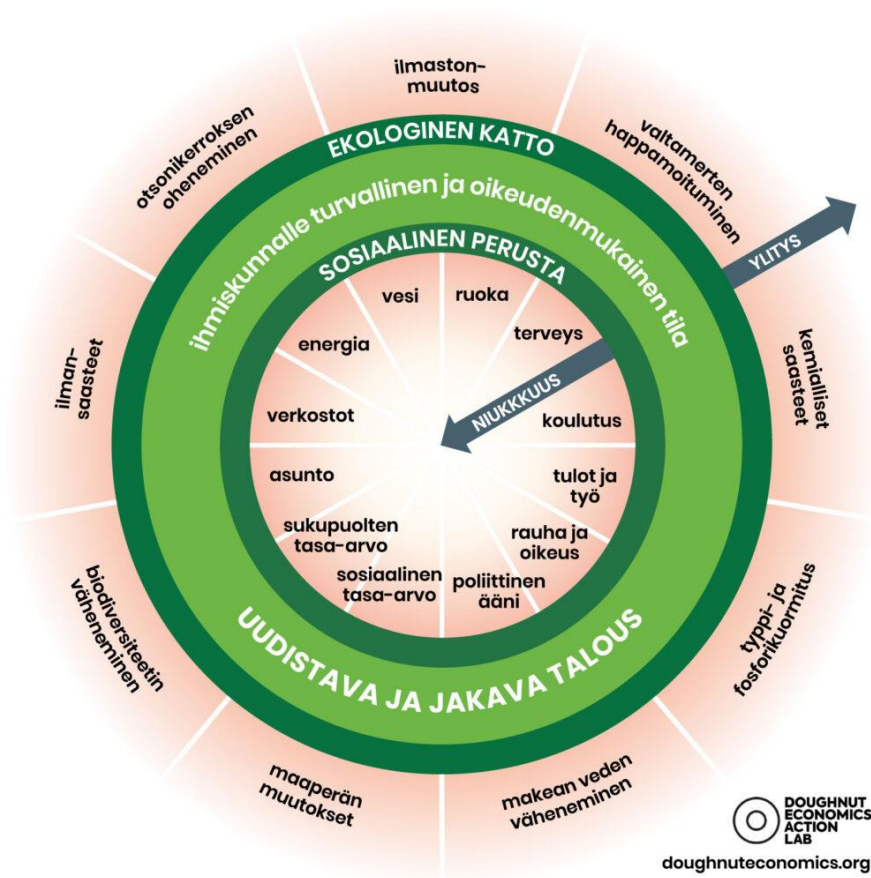 ilmaston-
muutos
valtamerten
happamoituminen
kemialliset
saasteet
typpi- ja
fosforikuormitus
makean veden
väheneminen
maaperän
muutokset
biodiversiteetin
väheneminen
ilman-
saasteet
otsonikerroksen
oheneminen
EKOLOGINEN KATTO
YLITYS
ihmiskunnalle turvallinen ja oikeudenmukainen tila
SOSIAALINEN PERUSTA
NIUKKKUUS
ruoka
terveys
koulutus
tulot ja
työ
rauha ja
oikeus
poliittinen
ääni
sosiaalinen
tasa-arvo
sukupuolten
tasa-arvo
asunto
verkostot
energia
vesi
UUDISTAVA JA JAKAVA TALOUS
DOUGHNUT
ECONOMICS
ACTION
LAB
doughnuteconomics.org